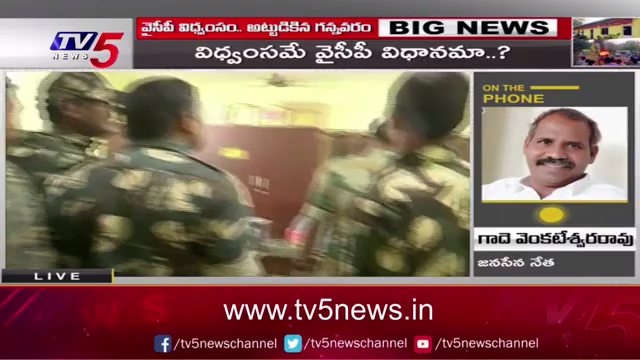 TV5
NEWS
వైసీపీ విధ్వంసం.. అట్టుడికిన గన్నవరం
BIG NEWS
విధ్వంసమే వైసీపీ విధానమా..?
ON THE
PHONE
గాదె వెంకటేశ్వరరావు
జనసేన నేత
LIVE
www.tv5news.in
/tv5newschannel
/tv5newschannel
/tv5newschannel